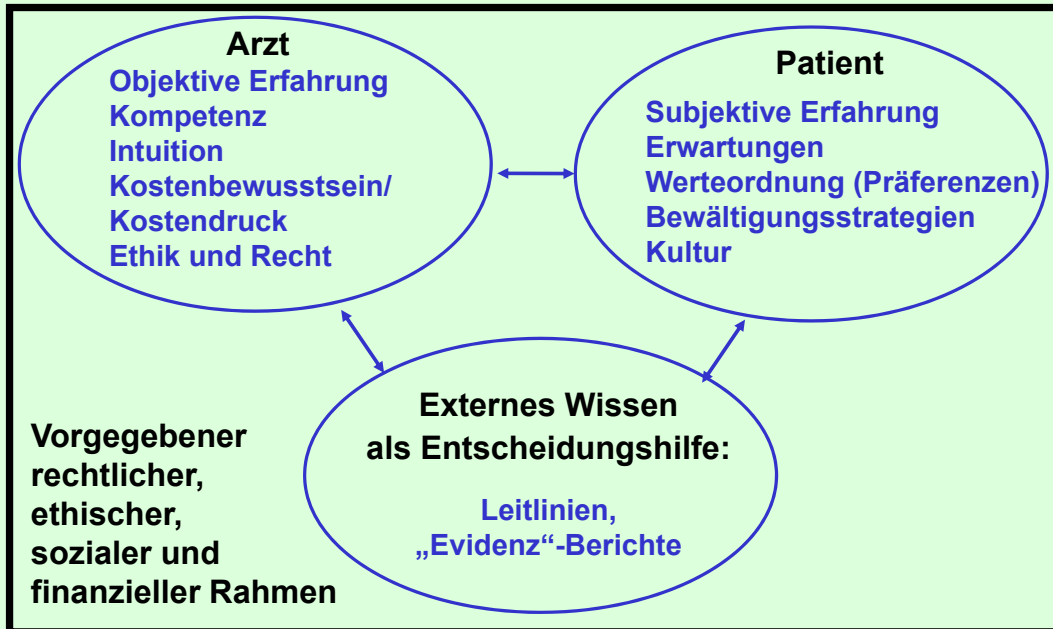 Arzt
Objektive Erfahrung
Kompetenz
Intuition
Kostenbewusstsein/
Kostendruck
Ethik und Recht
Patient
Subjektive Erfahrung
Erwartungen
Werteordnung (Präferenzen)
Bewältigungsstrategien
Kultur
Externes Wissen
als Entscheidungshilfe:
Leitlinien,
„Evidenz“-Berichte
Vorgegebener
rechtlicher,
ethischer,
sozialer und
finanzieller Rahmen